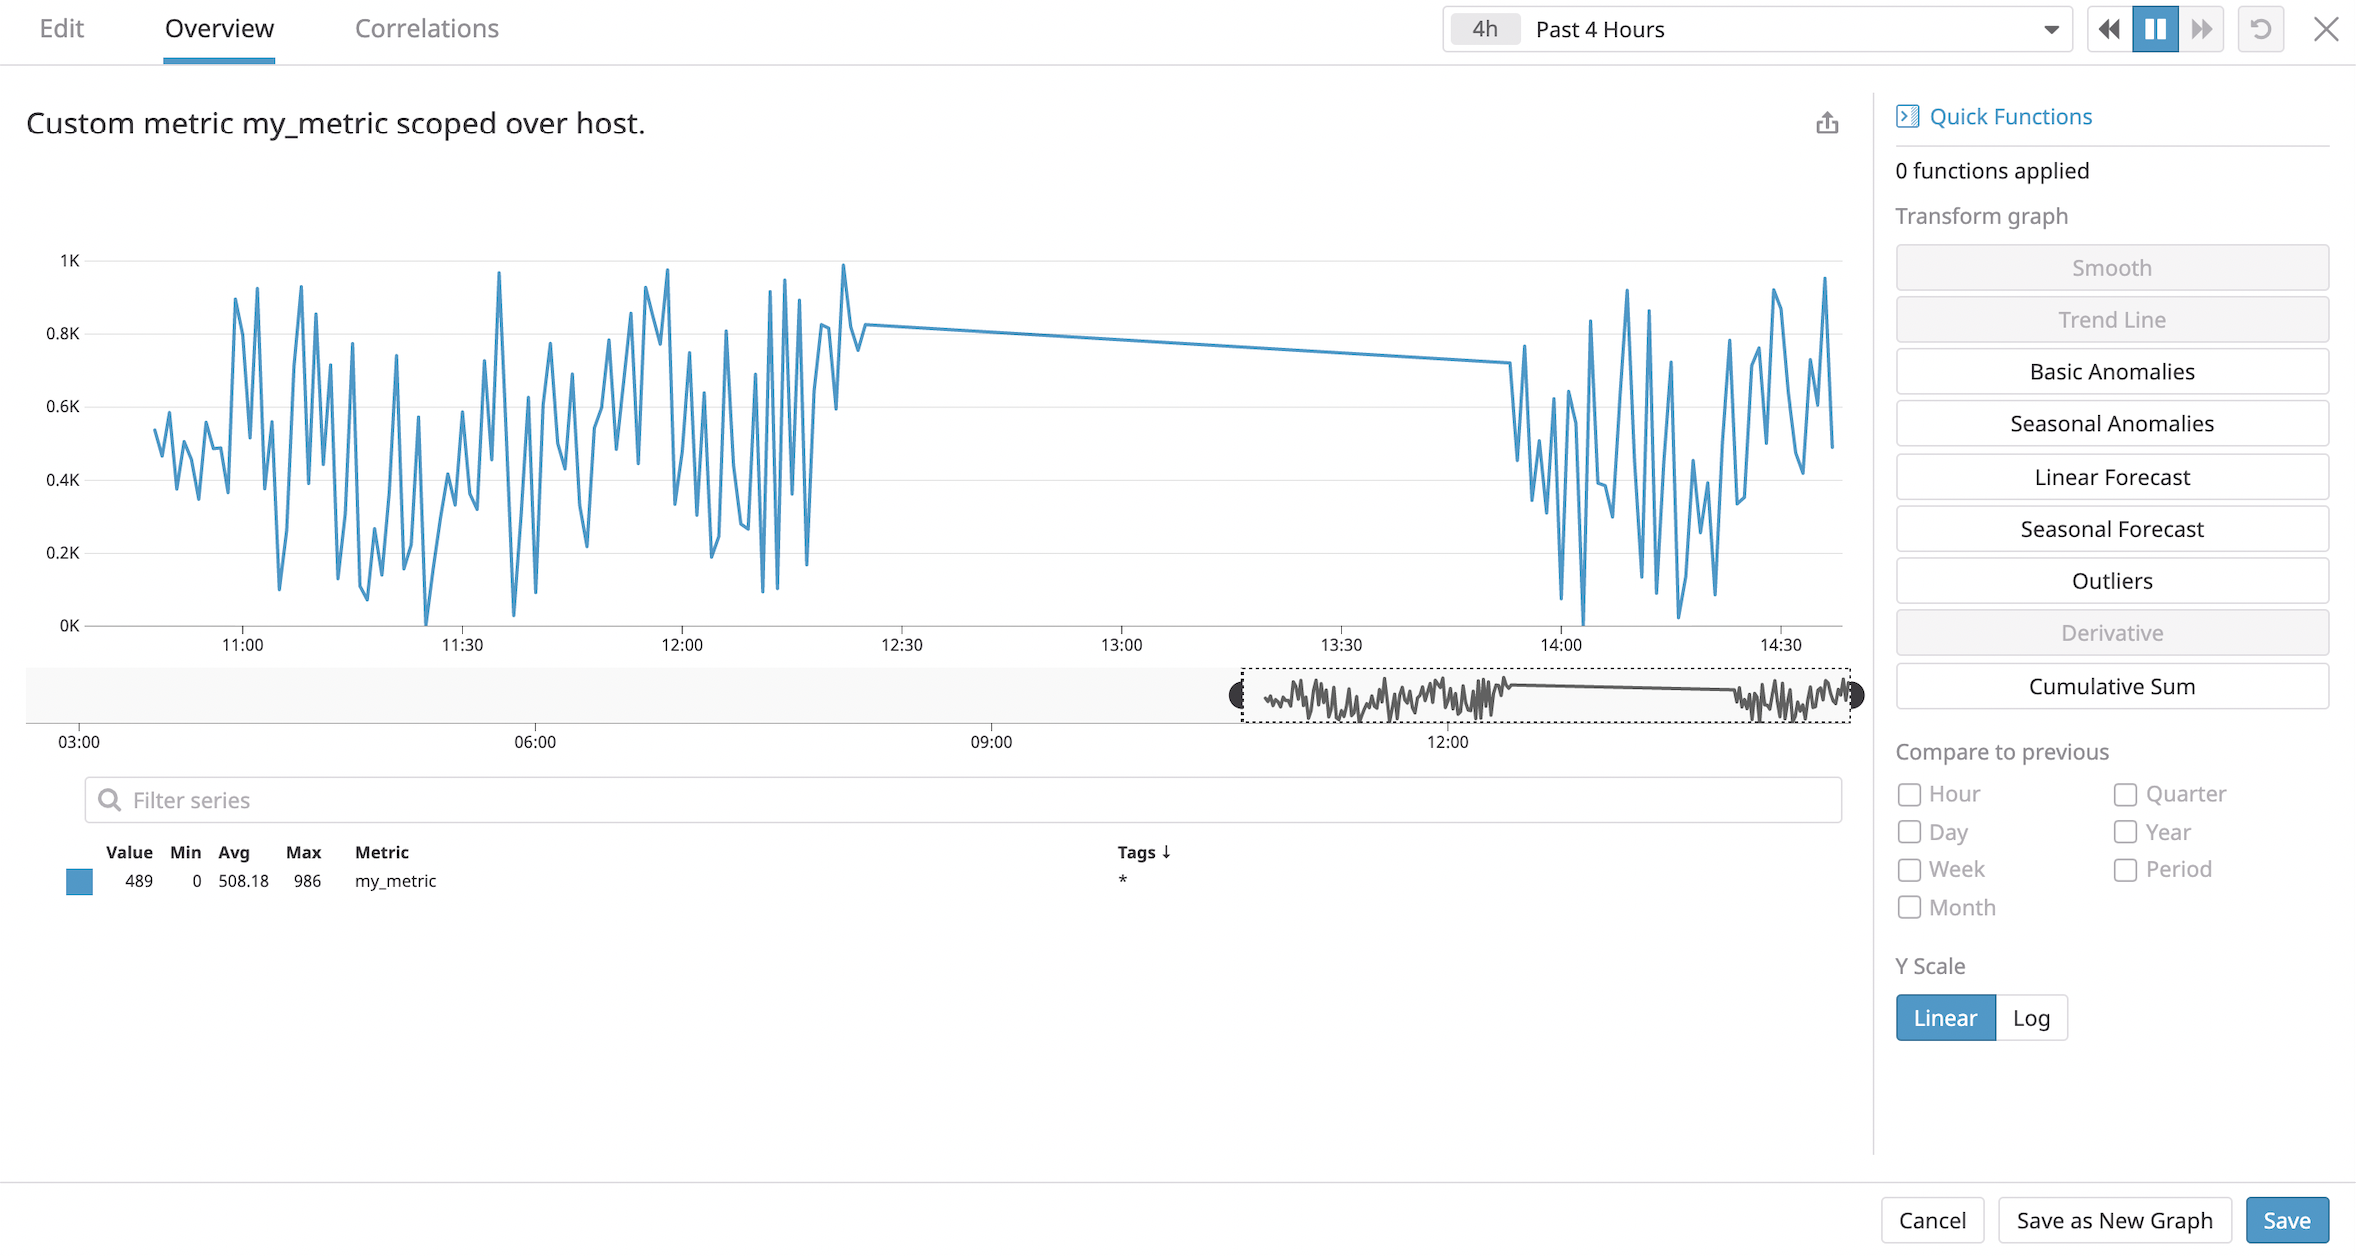 Edit Overview Correlations 4h Past 4 Hours
Custom metric my_metric scoped over host.
1K
0.8K
0.6K
0.4K
0.2K
0K
11:00 11:30 12:00 12:30 13:00 13:30 14:00 14:30
03:00 06:00 09:00 12:00
Filter series
Value Min Avg Max Metric Tags ↓
489 0 508.18 986 my_metric *
Quick Functions
0 functions applied
Transform graph
Smooth
Trend Line
Basic Anomalies
Seasonal Anomalies
Linear Forecast
Seasonal Forecast
Outliers
Derivative
Cumulative Sum
Compare to previous
Hour Quarter
Day Year
Week Period
Month
Y Scale
Linear Log
Cancel Save as New Graph Save